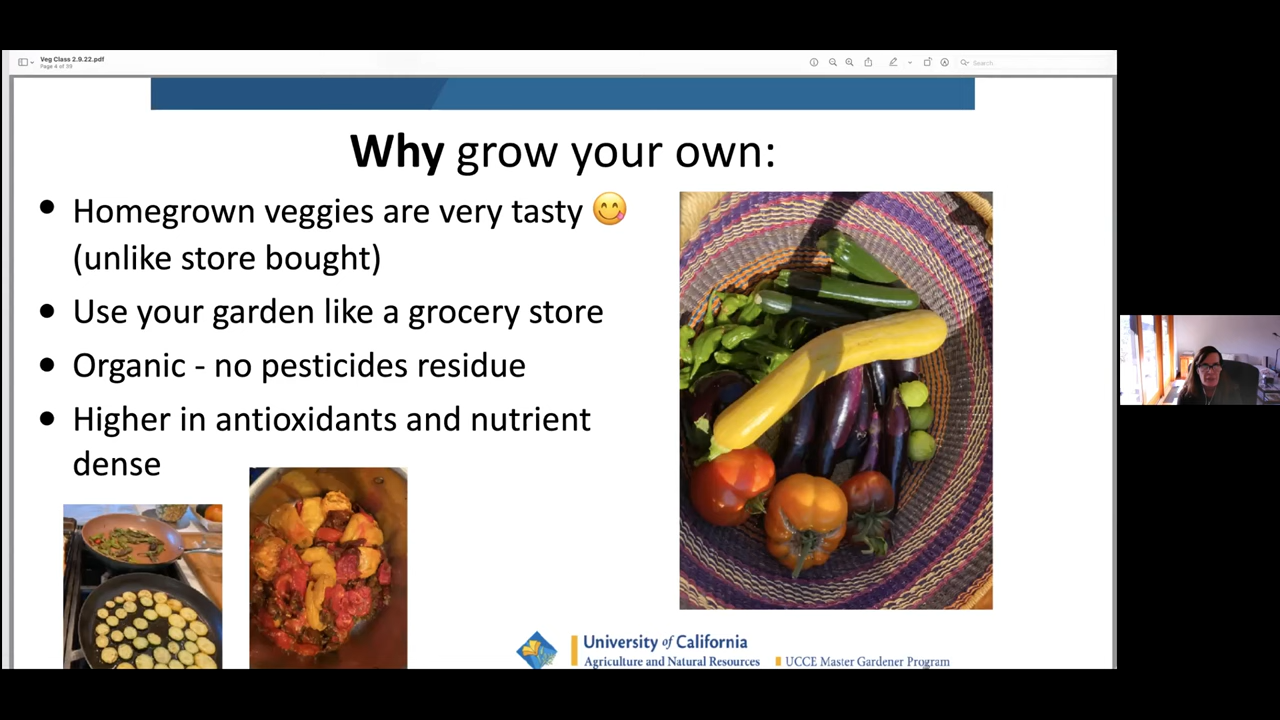 Veg Class 2.9.22.pdf
Page 4 of 39
Search
Why grow your own:
• Homegrown veggies are very tasty 😋
(unlike store bought)
• Use your garden like a grocery store
• Organic - no pesticides residue
• Higher in antioxidants and nutrient
dense
University of California
Agriculture and Natural Resources
UCCE Master Gardener Program